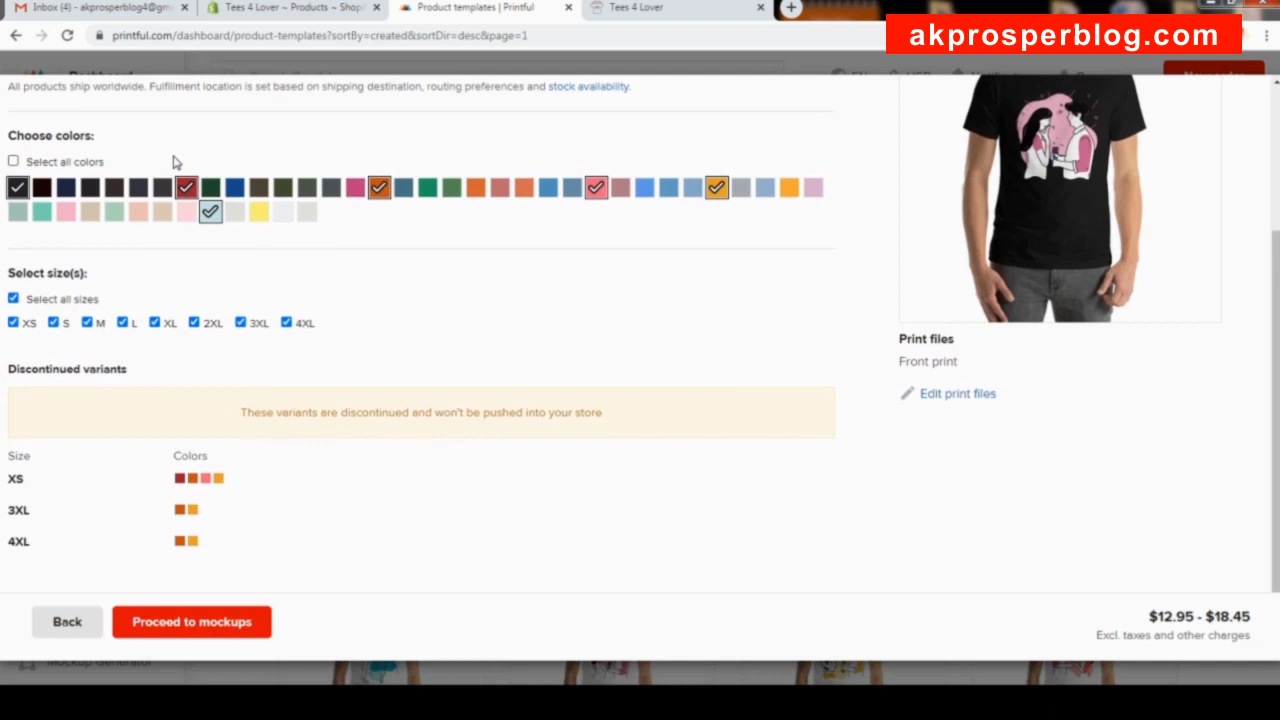 Inbox (4) - akprosperblog4@gm
Tees 4 Lover ~ Products ~ Shopi
Product templates | Printful
Tees 4 Lover
printful.com/dashboard/product-templates?sortBy=created&sortDir=desc&page=1
akprosperblog.com
Dashboard
All products ship worldwide. Fulfillment location is set based on shipping destination, routing preferences and stock availability.
Choose colors:
Select all colors
Select size(s):
Select all sizes
XS S M L XL 2XL 3XL 4XL
Discontinued variants
These variants are discontinued and won't be pushed into your store
Size Colors
XS
3XL
4XL
Print files
Front print
Edit print files
Back
Proceed to mockups
$12.95 - $18.45
Excl. taxes and other charges
Mockup Generator